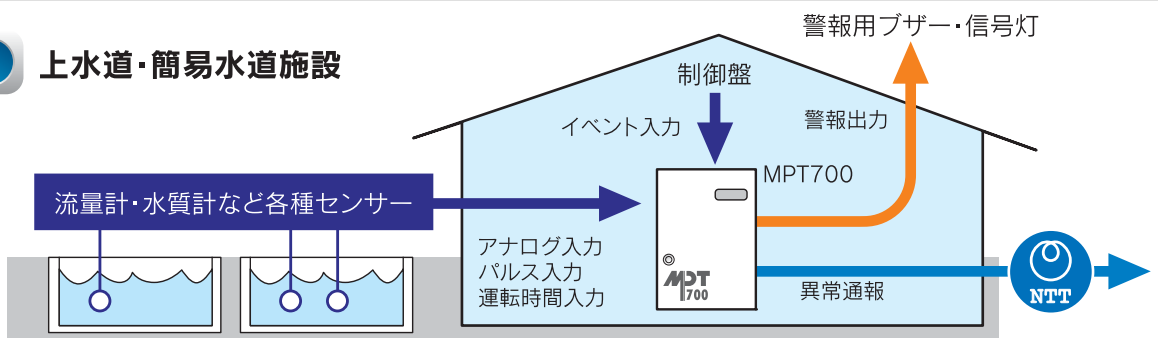 上水道・簡易水道施設
警報用ブザー・信号灯
制御盤
イベント入力
警報出力
MPT700
流量計・水質計など各種センサー
アナログ入力
パルス入力
運転時間入力
MPT
700
異常通報
NTT